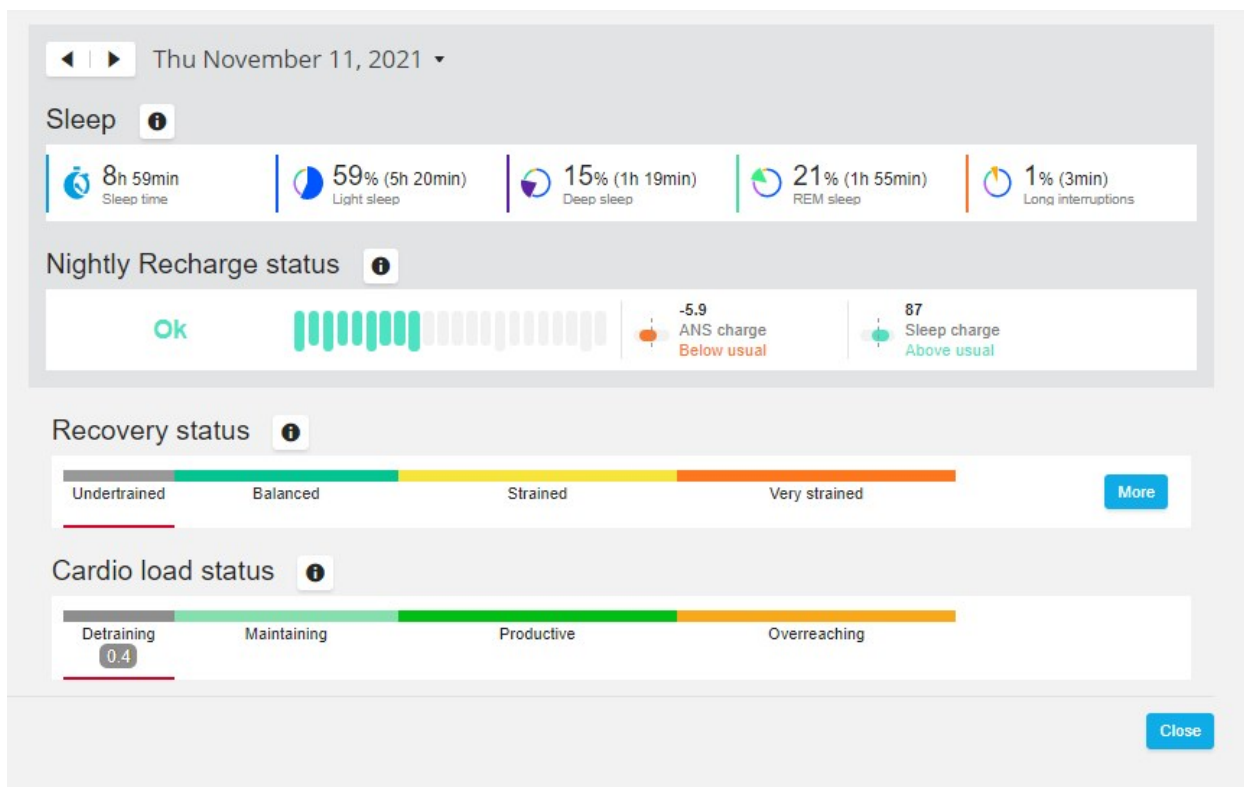 Thu November 11, 2021
Sleep
8h 59min
Sleep time
59% (5h 20min)
Light sleep
15% (1h 19min)
Deep sleep
21% (1h 55min)
REM sleep
1% (3min)
Long interruptions
Nightly Recharge status
Ok
-5.9
ANS charge
Below usual
87
Sleep charge
Above usual
Recovery status
Undertrained Balanced Strained Very strained
More
Cardio load status
Detraining Maintaining Productive Overreaching
0.4
Close